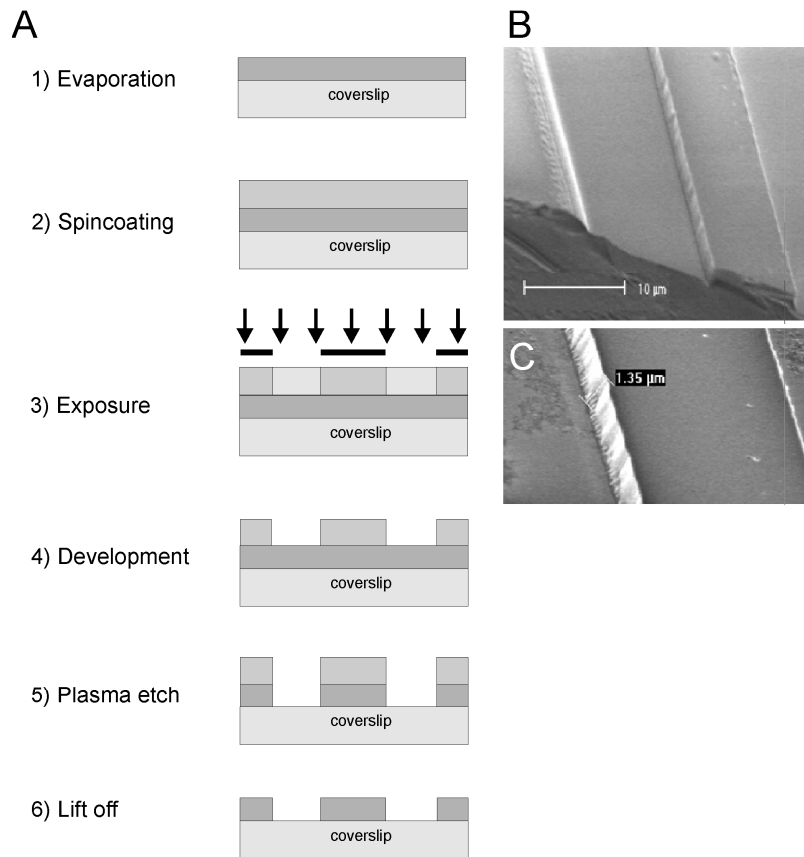 A
1) Evaporation
coverslip
2) Spincoating
coverslip
3) Exposure
coverslip
4) Development
coverslip
5) Plasma etch
coverslip
6) Lift off
coverslip
B
10 µm
C
1.35 µm